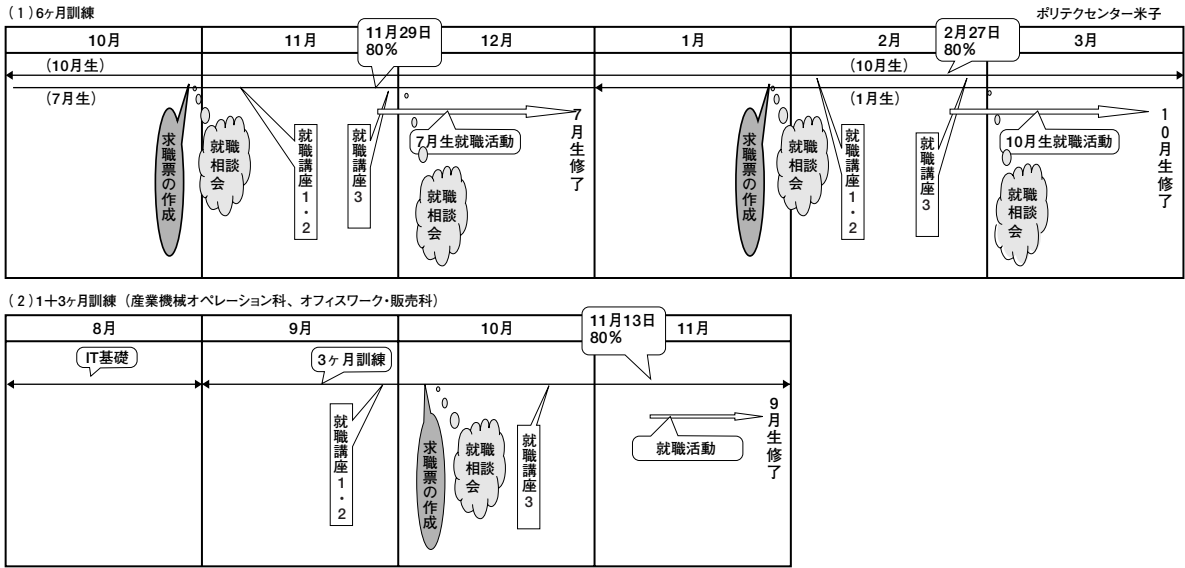 (1)6ヶ月訓練
ポリテクセンター米子
10月
11月
12月
1月
2月
3月
11月29日
80%
2月27日
80%
(10月生)
(10月生)
(7月生)
(1月生)
求職票の作成
就職
相談
会
就職講座1・2
就職講座3
7月生就職活動
就職
相談
会
7月生修了
求職票の作成
就職
相談
会
就職講座1・2
就職講座3
10月生就職活動
就職
相談
会
10月生修了
(2)1+3ヶ月訓練(産業機械オペレーション科、オフィスワーク・販売科)
8月
9月
10月
11月
11月13日
80%
IT基礎
3ヶ月訓練
就職講座1・2
求職票の作成
就職
相談
会
就職講座3
就職活動
9月生修了